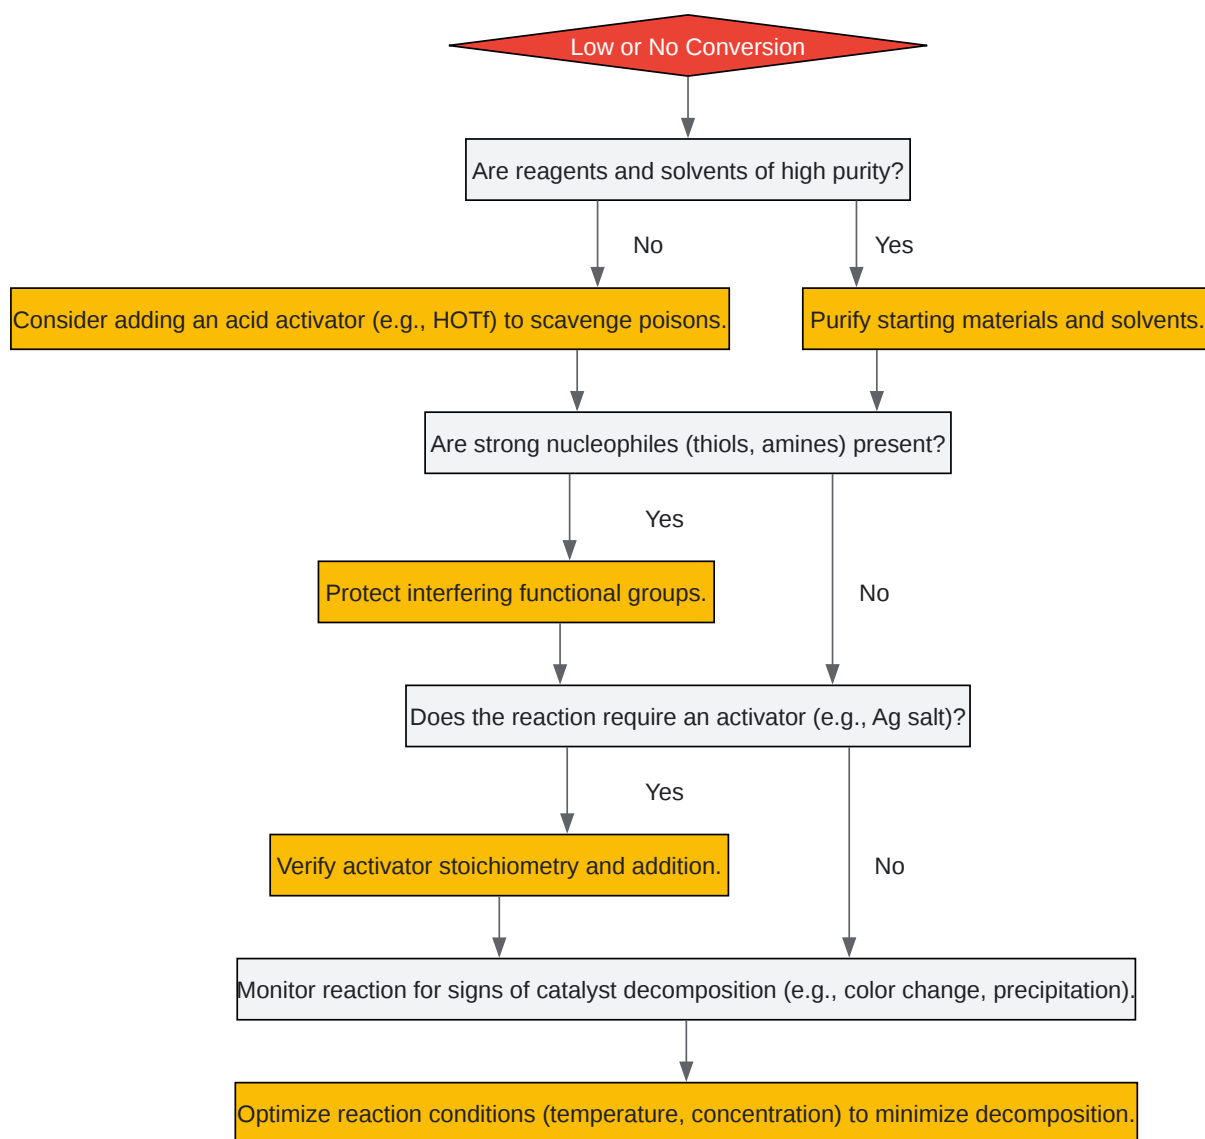 Low or No Conversion
Are reagents and solvents of high purity?
No
Yes
Consider adding an acid activator (e.g., HOTf) to scavenge poisons.
Purify starting materials and solvents.
Are strong nucleophiles (thiols, amines) present?
Yes
Protect interfering functional groups.
No
Does the reaction require an activator (e.g., Ag salt)?
Yes
Verify activator stoichiometry and addition.
No
Monitor reaction for signs of catalyst decomposition (e.g., color change, precipitation).
Optimize reaction conditions (temperature, concentration) to minimize decomposition.